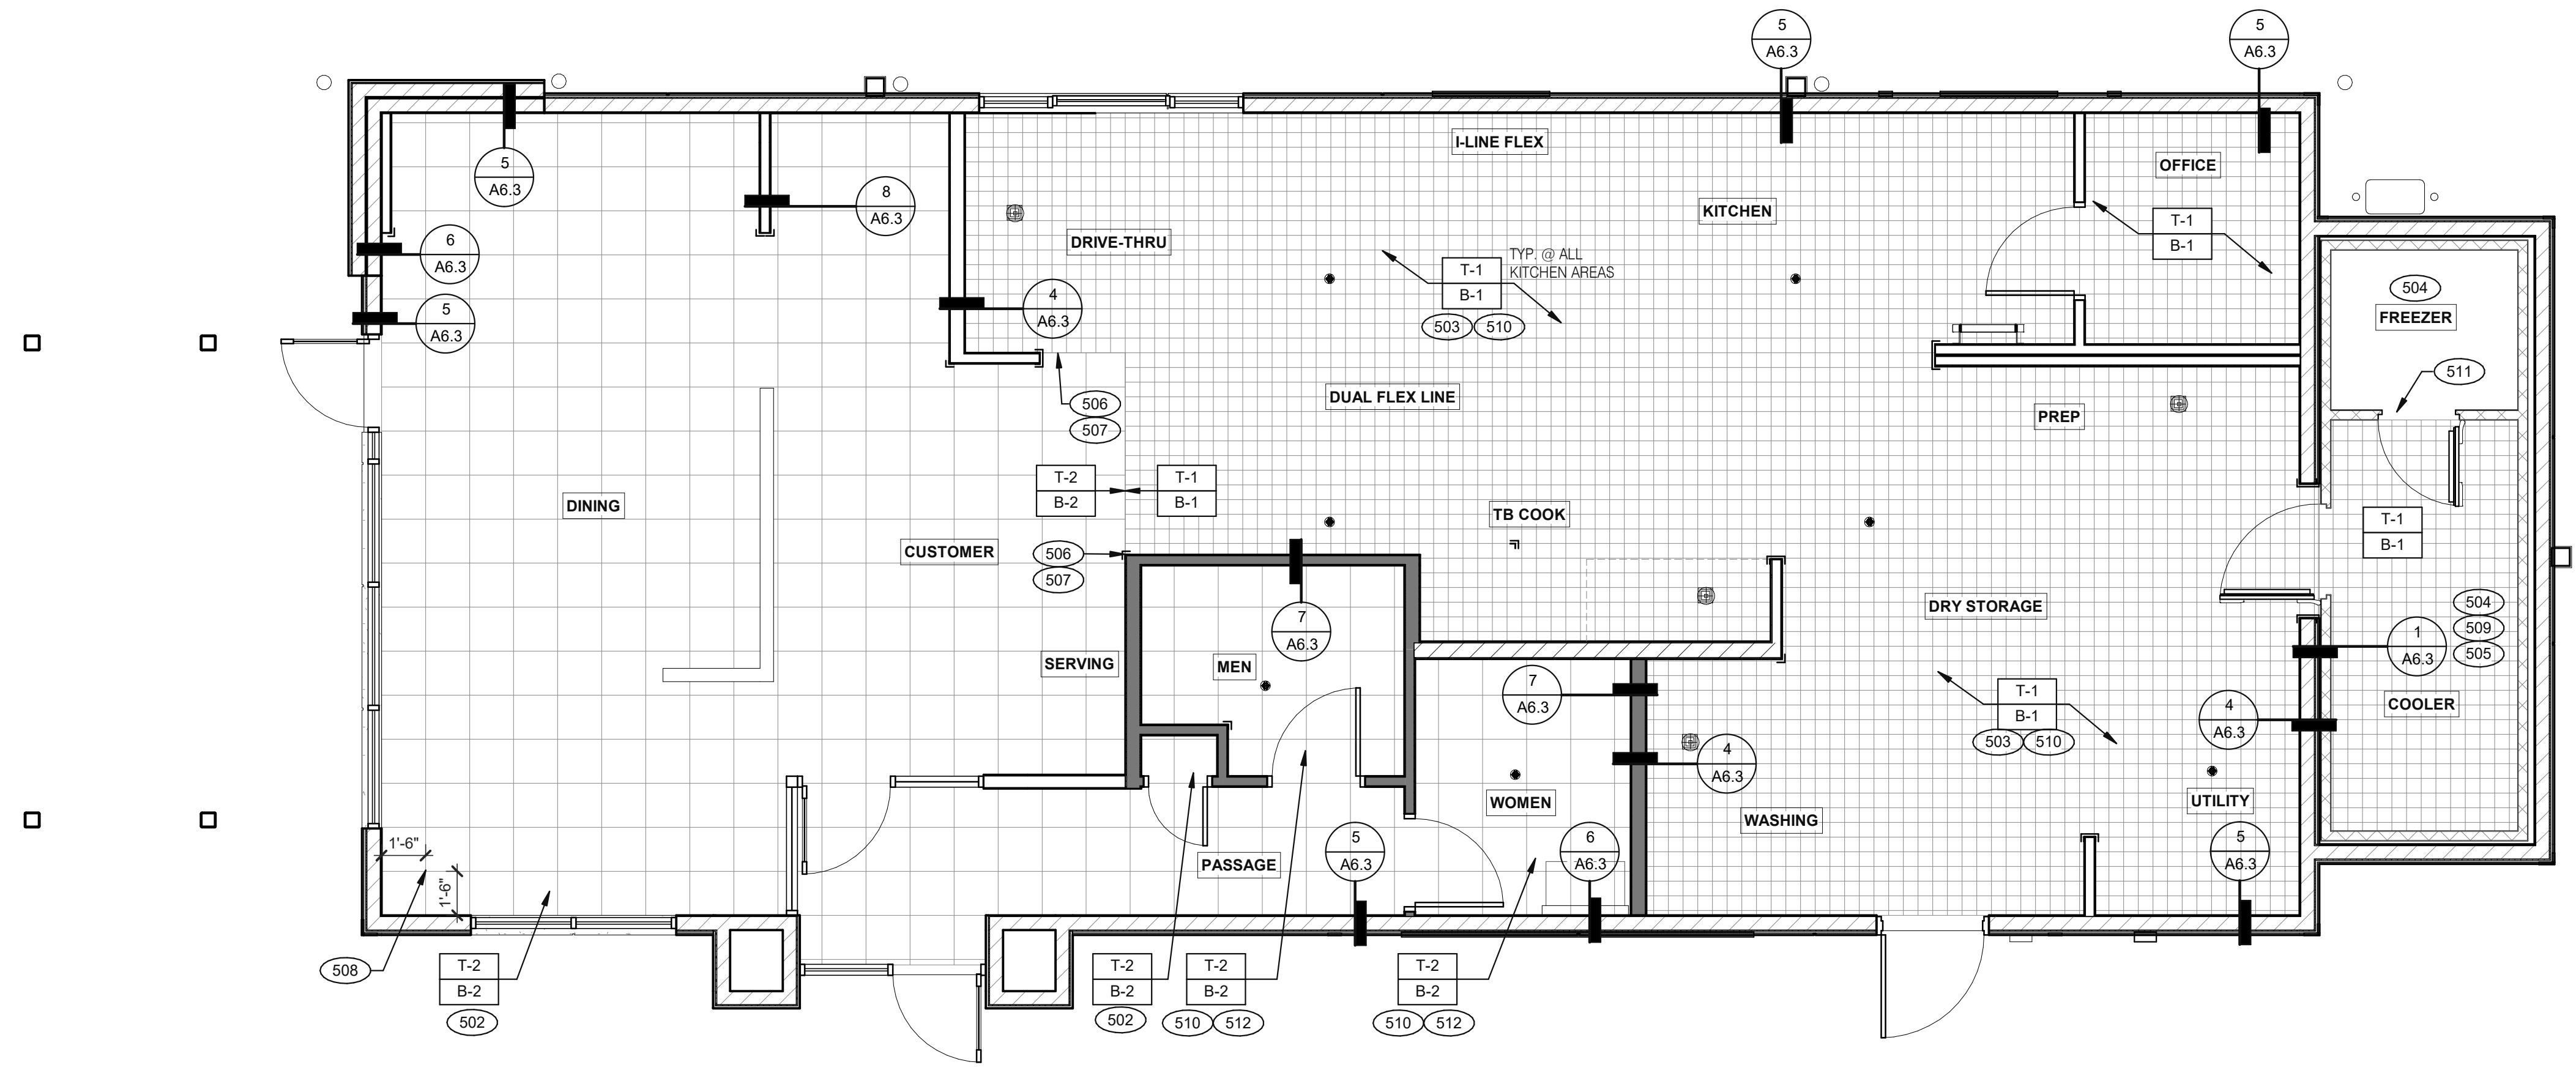 5
A6.3
5
A6.3
I-LINE FLEX
5
A6.3
OFFICE
8
A6.3
KITCHEN
T-1
B-1
6
A6.3
DRIVE-THRU
TYP. @ ALL
KITCHEN AREAS
T-1
B-1
503
510
504
FREEZER
4
A6.3
5
A6.3
511
DUAL FLEX LINE
506
507
PREP
T-2
B-2
T-1
B-1
DINING
TB COOK
T-1
B-1
CUSTOMER
506
507
DRY STORAGE
504
509
505
7
A6.3
1
A6.3
SERVING
MEN
7
A6.3
T-1
B-1
503
510
4
A6.3
COOLER
4
A6.3
WOMEN
UTILITY
WASHING
1'-6"
1'-6"
PASSAGE
5
A6.3
6
A6.3
5
A6.3
508
T-2
B-2
502
T-2
B-2
502
T-2
B-2
510
512
T-2
B-2
510
512